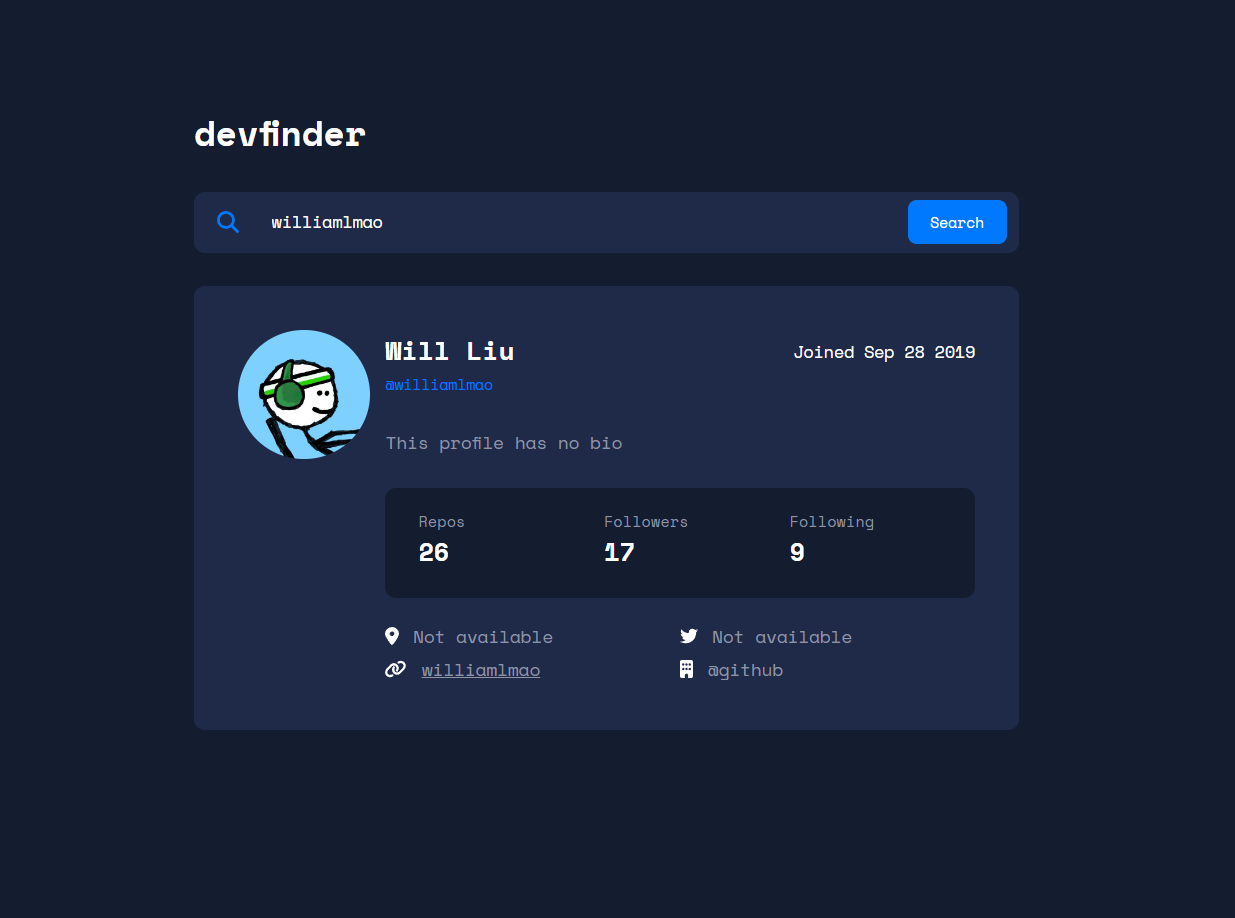 devfinder
williamlmao
Search
Will Liu
Joined Sep 28 2019
@williamlmao
This profile has no bio
Repos Followers Following
26 17 9
Not available Not available
williamlmao @github